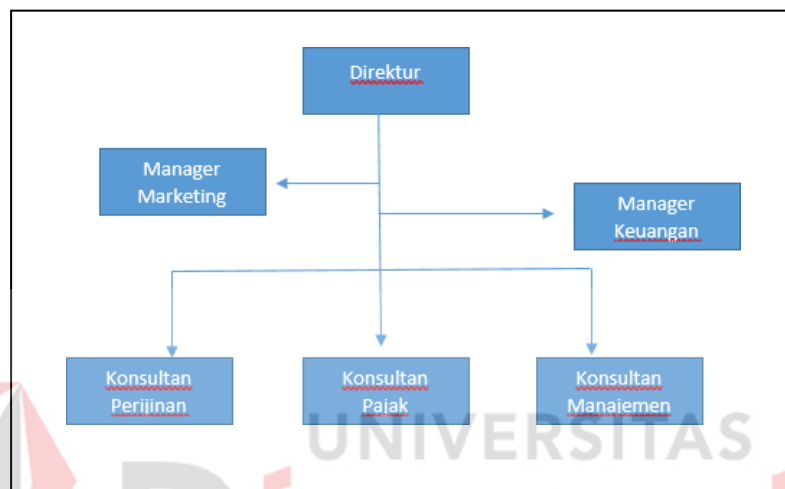 Direktur
Manager
Marketing
Manager
Keuangan
Konsultan
Perijinan
Konsultan
Pajak
Konsultan
Manajemen
UNIVERSITAS